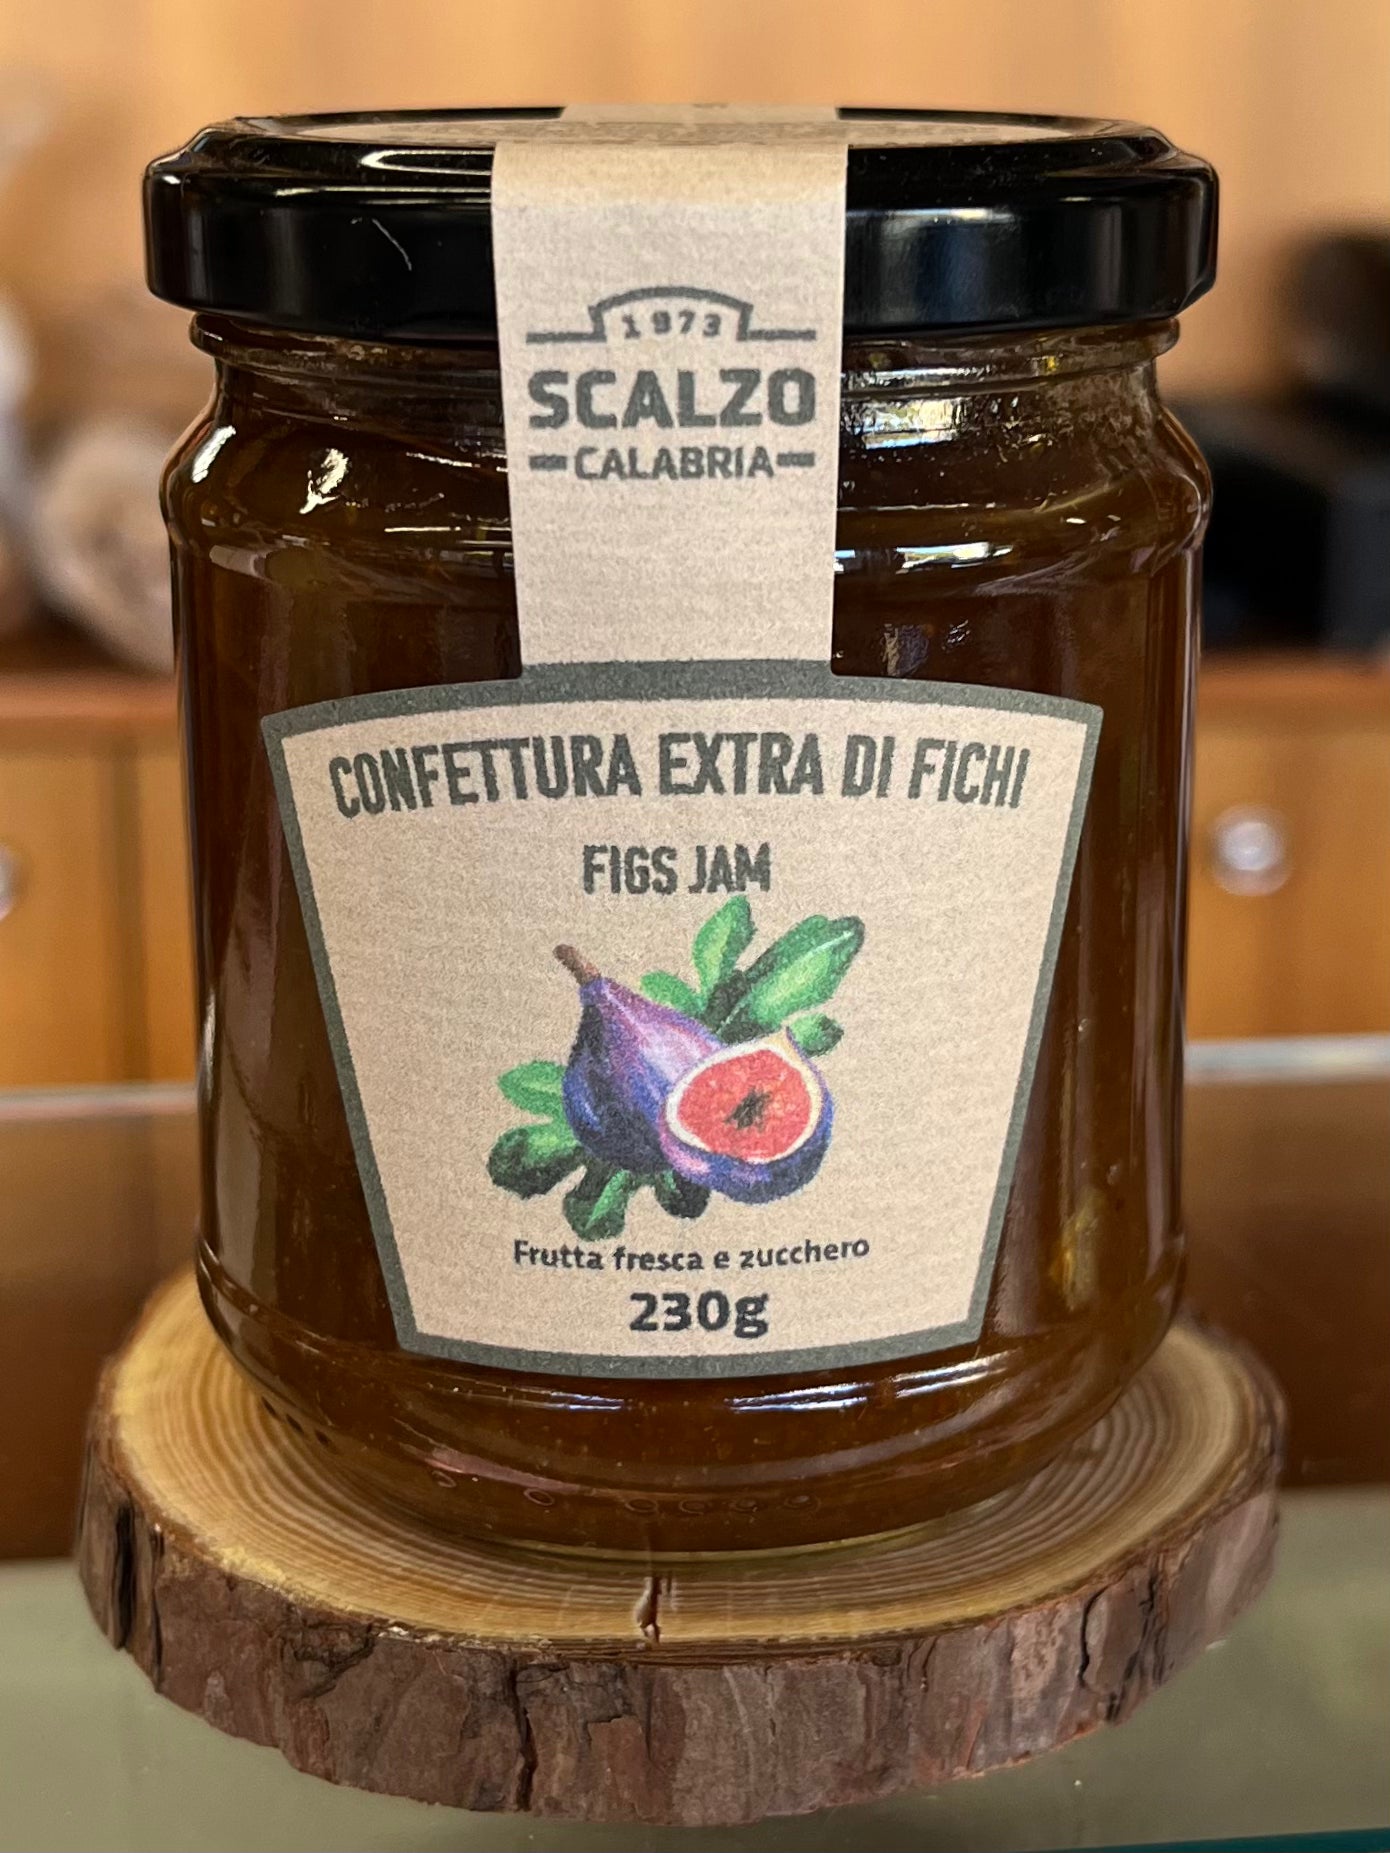 1973
SCALZO
CALABRIA
CONFETTURA EXTRA DI FICHI
FIGS JAM
Frutta fresca e zucchero
230g